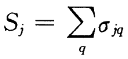 $S_j = \sum_q \sigma_{jq}$